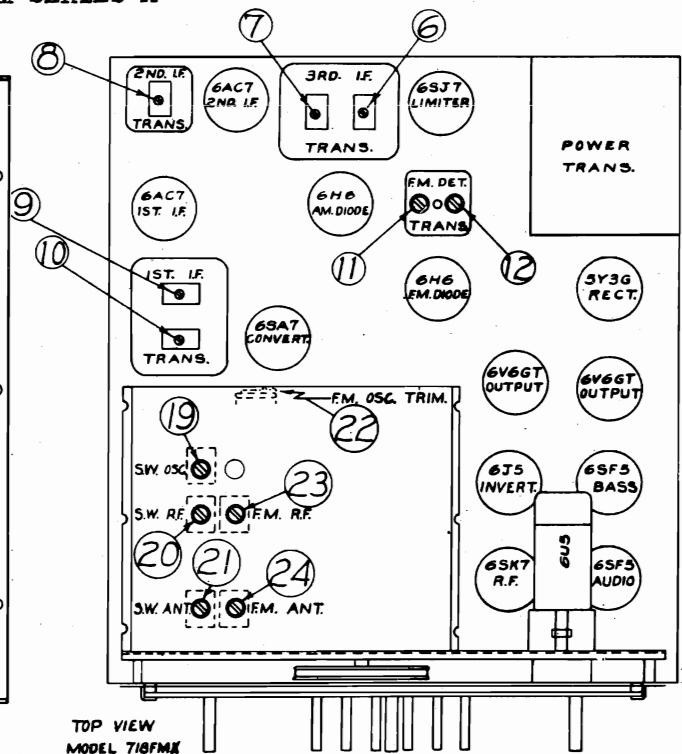 7
6
8
2ND. I.F.
TRANS.
6AC7
2ND. I.F.
3RD. I.F.
TRANS.
6SJ7
LIMITER
POWER
TRANS.
9
6AC7
1ST. I.F.
6H6
AM. DIODE
F.M. DET.
TRANS
10
11
12
1ST. I.F.
TRANS.
6SA7
CONVERT.
6H6
F.M. DIODE
5Y3G
RECT.
6V6GT
OUTPUT
6V6GT
OUTPUT
F.M. OSC. TRIM.
22
19
S.W. OSC.
23
6J5
INVERT.
6SF5
BASS
S.W. R.F.
F.M. R.F.
20
21
24
6U5
6SK7
R.F.
6SF5
AUDIO
S.W. ANT.
F.M. ANT.
TOP VIEW
MODEL 718FMX